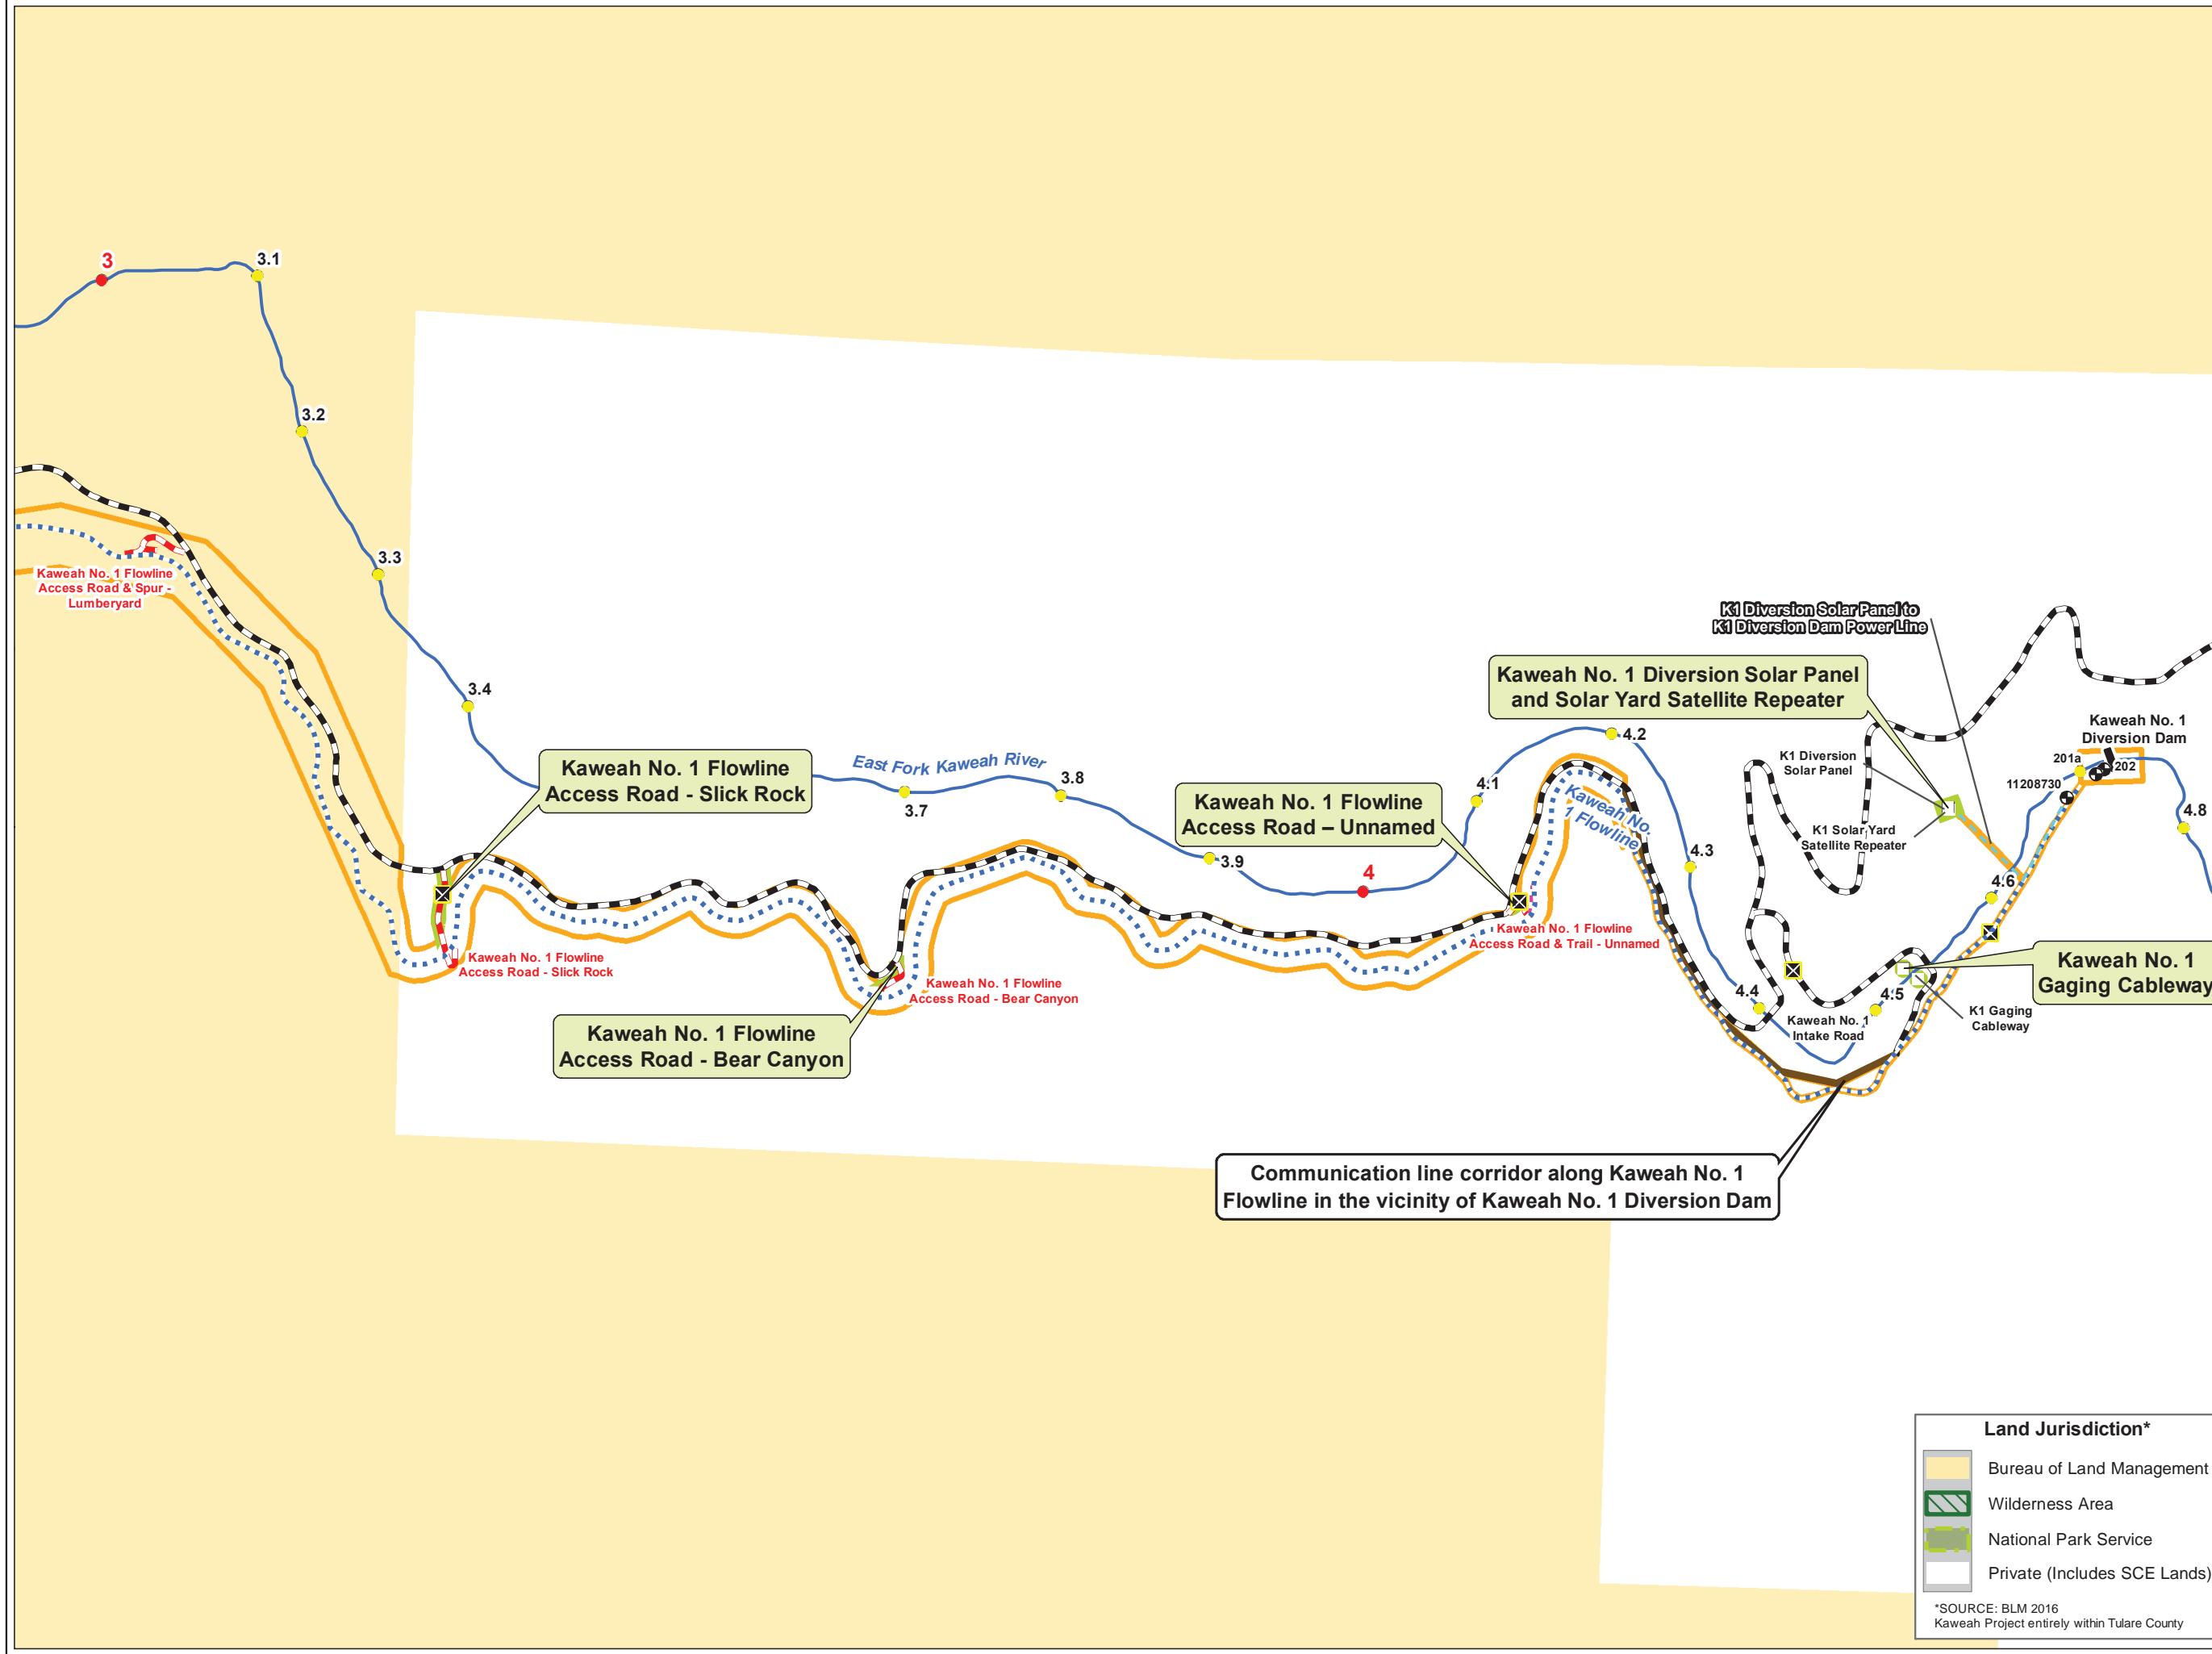 3
3.1
3.2
3.3
3.4
Kaweah No. 1 Flowline
Access Road & Spur -
Lumberyard
K1 Diversion Solar Panel to
K1 Diversion Dam Power Line
Kaweah No. 1 Diversion Solar Panel
and Solar Yard Satellite Repeater
Kaweah No. 1
Diversion Dam
201a
202
11208730
K1 Diversion
Solar Panel
K1 Solar Yard
Satellite Repeater
4.8
4.2
4.1
4.3
Kaweah No. 1 Flowline
Access Road - Slick Rock
East Fork Kaweah River
3.7
3.8
3.9
4
Kaweah No. 1 Flowline
Access Road – Unnamed
Kaweah No.
1 Flowline
4.6
Kaweah No. 1 Flowline
Access Road & Trail - Unnamed
Kaweah No. 1 Flowline
Access Road - Slick Rock
Kaweah No. 1 Flowline
Access Road - Bear Canyon
Kaweah No. 1 Flowline
Access Road - Bear Canyon
4.4
4.5
Kaweah No. 1
Intake Road
Kaweah No. 1
Gaging Cableway
K1 Gaging
Cableway
Communication line corridor along Kaweah No. 1
Flowline in the vicinity of Kaweah No. 1 Diversion Dam
Land Jurisdiction*
Bureau of Land Management
Wilderness Area
National Park Service
Private (Includes SCE Lands)
*SOURCE: BLM 2016
Kaweah Project entirely within Tulare County